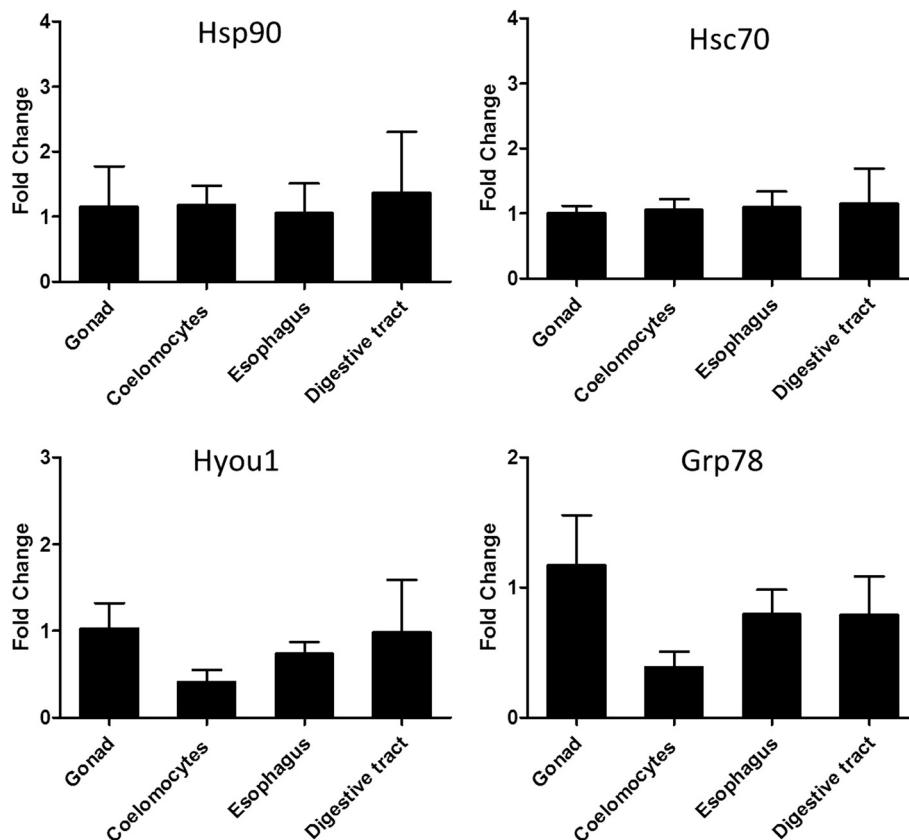 Hsp90
Fold Change
4
3
2
1
0
Gonad
Coelomocytes
Esophagus
Digestive tract
Hsc70
Fold Change
4
3
2
1
0
Gonad
Coelomocytes
Esophagus
Digestive tract
Hyou1
Fold Change
3
2
1
0
Gonad
Coelomocytes
Esophagus
Digestive tract
Grp78
Fold Change
2
1
0
Gonad
Coelomocytes
Esophagus
Digestive tract